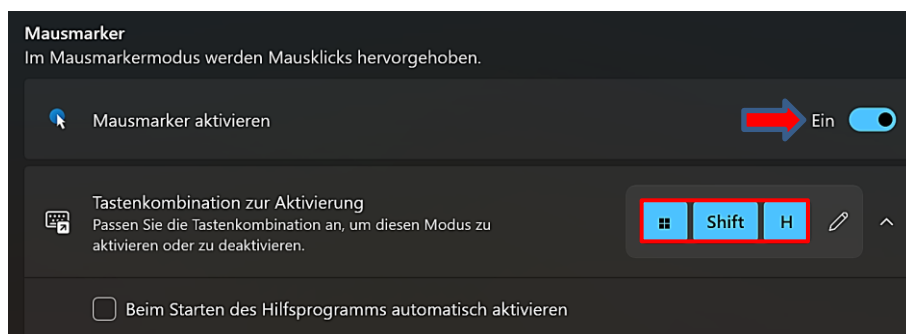 Mausmarker
Im Mausmarkermodus werden Mausklicks hervorgehoben.
Mausmarker aktivieren
Ein
Tastenkombination zur Aktivierung
Passen Sie die Tastenkombination an, um diesen Modus zu
aktivieren oder zu deaktivieren.
Shift H
Beim Starten des Hilfsprogramms automatisch aktivieren